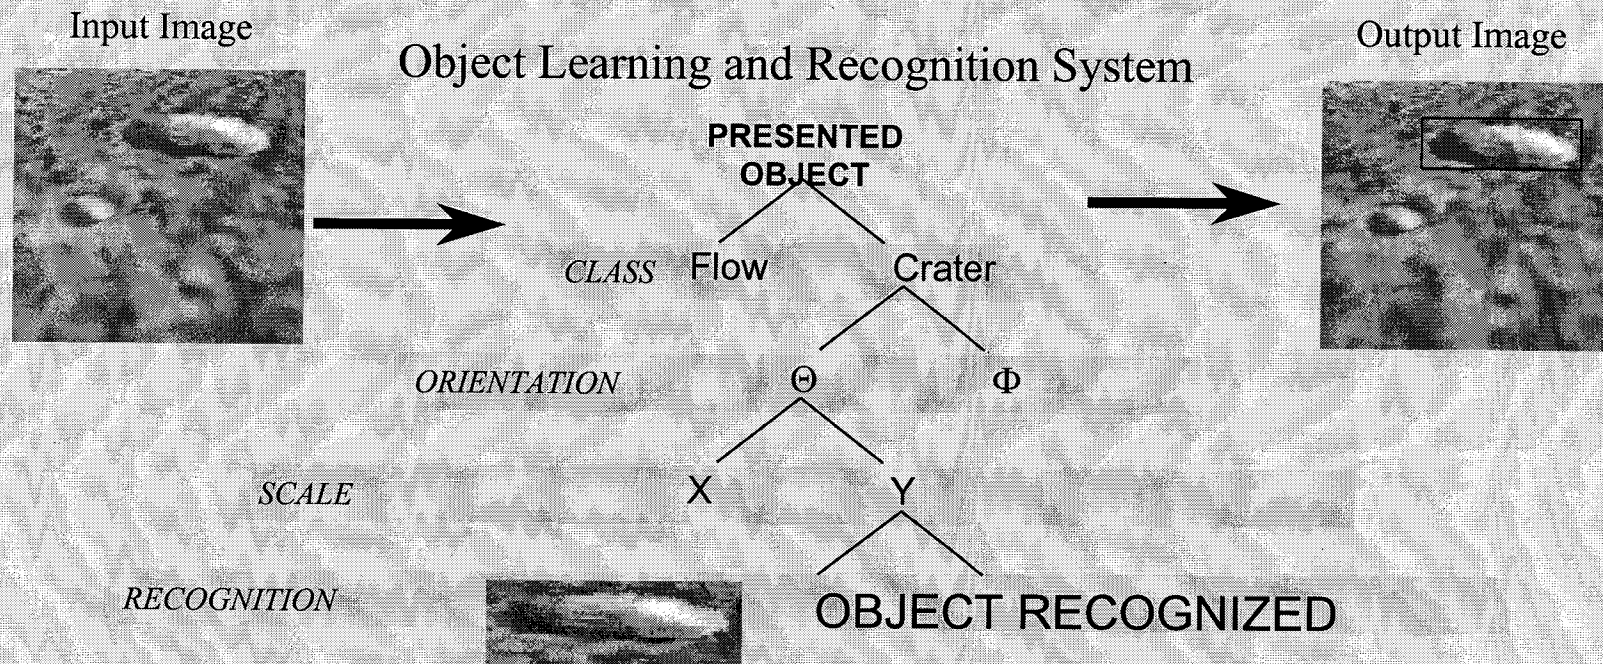 Input Image
Object Learning and Recognition System
Output Image
PRESENTED
OBJECT
CLASS Flow Crater
ORIENTATION Θ Φ
SCALE X Y
RECOGNITION OBJECT RECOGNIZED